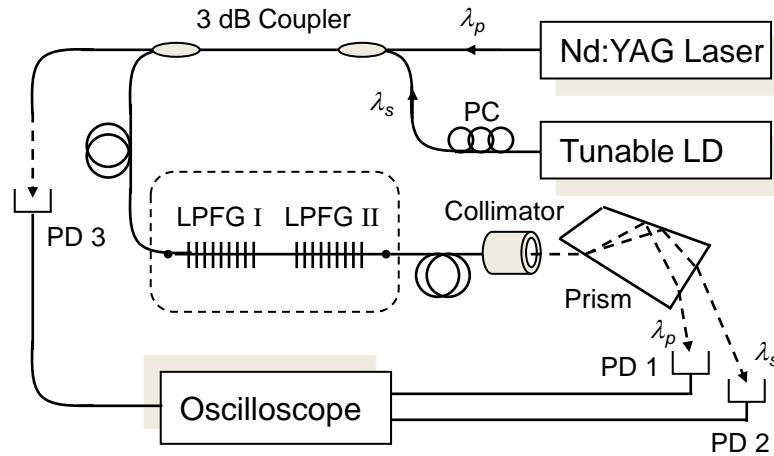 3 dB Coupler
λp
Nd:YAG Laser
λs
PC
Tunable LD
PD 3
LPFG I
LPFG II
Collimator
Prism
λp
λs
PD 1
Oscilloscope
PD 2